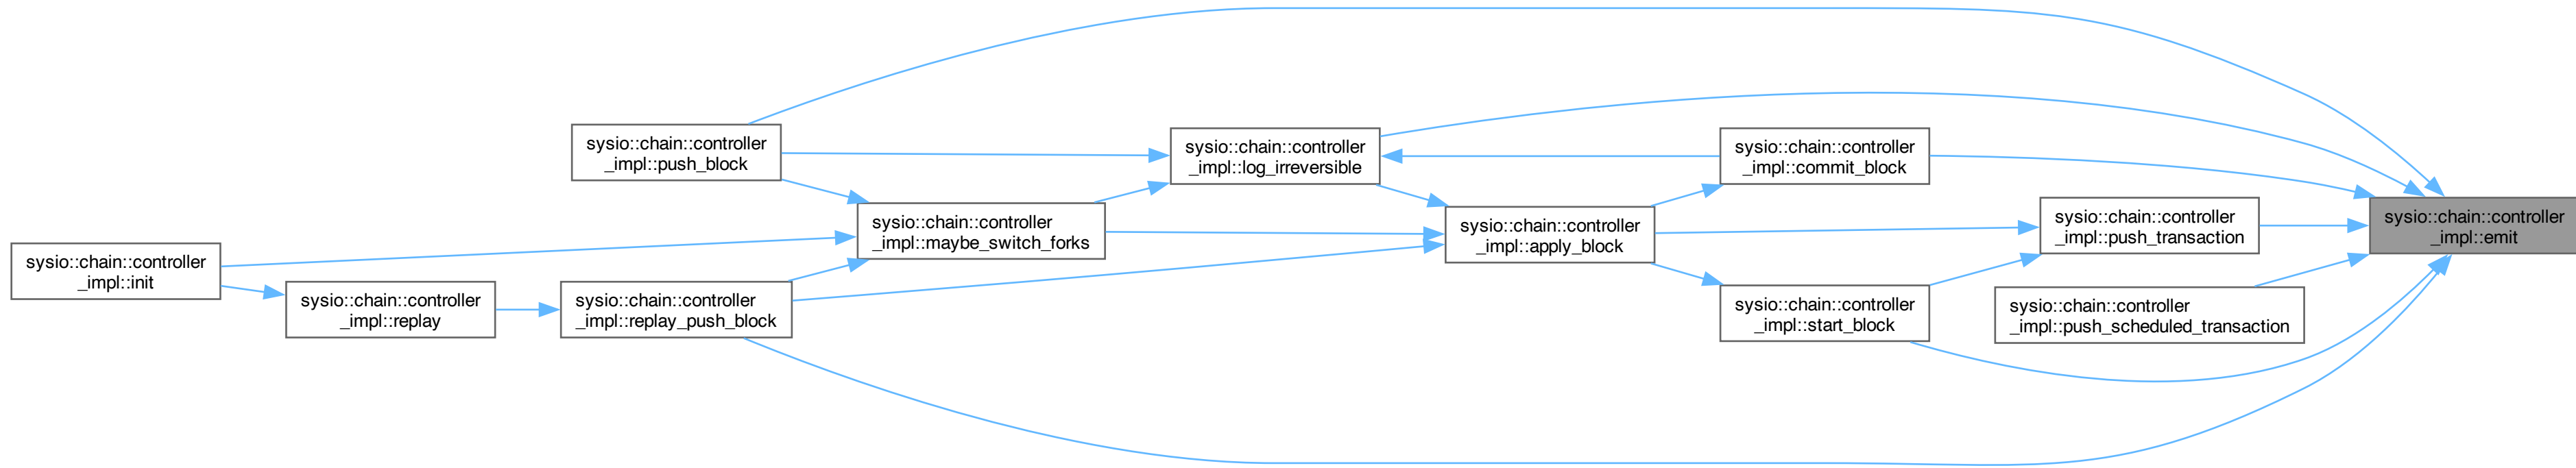 sysio::chain::controller
_impl::init
sysio::chain::controller
_impl::replay
sysio::chain::controller
_impl::push_block
sysio::chain::controller
_impl::replay_push_block
sysio::chain::controller
_impl::maybe_switch_forks
sysio::chain::controller
_impl::log_irreversible
sysio::chain::controller
_impl::apply_block
sysio::chain::controller
_impl::commit_block
sysio::chain::controller
_impl::start_block
sysio::chain::controller
_impl::push_transaction
sysio::chain::controller
_impl::push_scheduled_transaction
sysio::chain::controller
_impl::emit